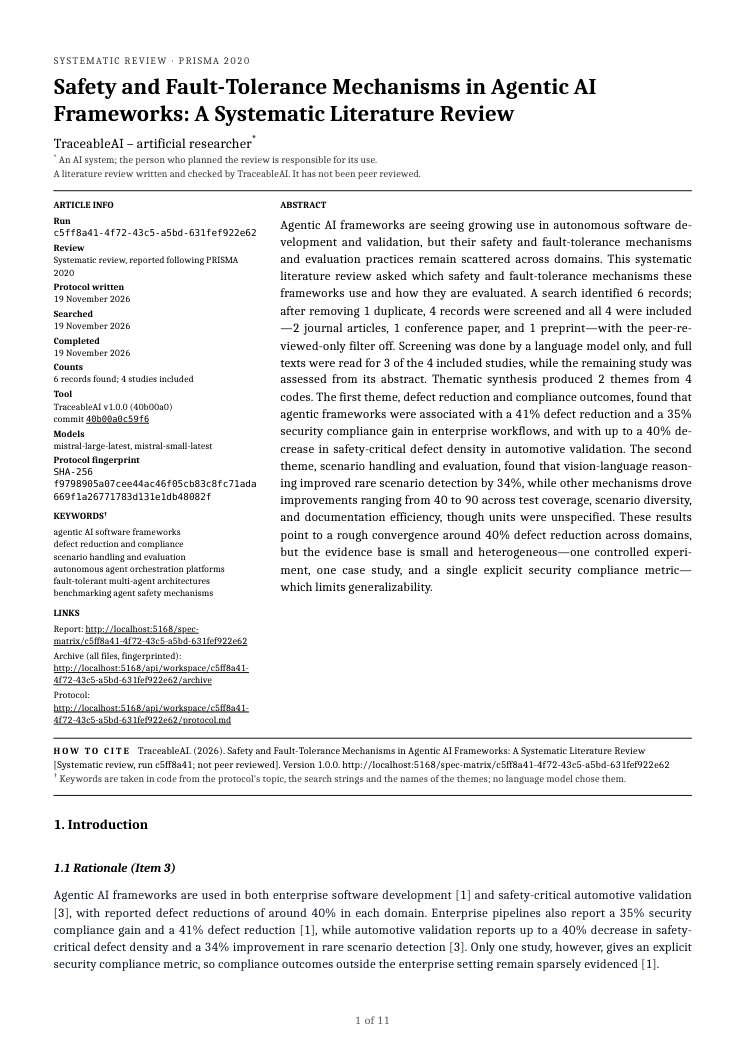 SYSTEMATIC REVIEW · PRISMA 2020
Safety and Fault-Tolerance Mechanisms in Agentic AI
Frameworks: A Systematic Literature Review
TraceableAI – artificial researcher*
* An AI system; the person who planned the review is responsible for its use.
A literature review written and checked by TraceableAI. It has not been peer reviewed.
ARTICLE INFO
Run
c5ff8a41-4f72-43c5-a5bd-631fef922e62
Review
Systematic review, reported following PRISMA
2020
Protocol written
19 November 2026
Searched
19 November 2026
Completed
19 November 2026
Counts
6 records found; 4 studies included
Tool
TraceableAI v1.0.0 (40b00a0)
commit 40b00a0c59f6
Models
mistral-large-latest, mistral-small-latest
Protocol fingerprint
SHA-256
f9798905a07cee44ac46f05cb83c8fc71ada
669f1a26771783d131e1db48082f
KEYWORDS†
agentic AI software frameworks
defect reduction and compliance
scenario handling and evaluation
autonomous agent orchestration platforms
fault-tolerant multi-agent architectures
benchmarking agent safety mechanisms
LINKS
Report: http://localhost:5168/spec-
matrix/c5ff8a41-4f72-43c5-a5bd-631fef922e62
Archive (all files, fingerprinted):
http://localhost:5168/api/workspace/c5ff8a41-
4f72-43c5-a5bd-631fef922e62/archive
Protocol:
http://localhost:5168/api/workspace/c5ff8a41-
4f72-43c5-a5bd-631fef922e62/protocol.md
ABSTRACT
Agentic AI frameworks are seeing growing use in autonomous software de-
velopment and validation, but their safety and fault-tolerance mechanisms
and evaluation practices remain scattered across domains. This systematic
literature review asked which safety and fault-tolerance mechanisms these
frameworks use and how they are evaluated. A search identified 6 records;
after removing 1 duplicate, 4 records were screened and all 4 were included
—2 journal articles, 1 conference paper, and 1 preprint—with the peer-re-
viewed-only filter off. Screening was done by a language model only, and full
texts were read for 3 of the 4 included studies, while the remaining study was
assessed from its abstract. Thematic synthesis produced 2 themes from 4
codes. The first theme, defect reduction and compliance outcomes, found that
agentic frameworks were associated with a 41% defect reduction and a 35%
security compliance gain in enterprise workflows, and with up to a 40% de-
crease in safety-critical defect density in automotive validation. The second
theme, scenario handling and evaluation, found that vision-language reason-
ing improved rare scenario detection by 34%, while other mechanisms drove
improvements ranging from 40 to 90 across test coverage, scenario diversity,
and documentation efficiency, though units were unspecified. These results
point to a rough convergence around 40% defect reduction across domains,
but the evidence base is small and heterogeneous—one controlled experi-
ment, one case study, and a single explicit security compliance metric—
which limits generalizability.
HOW TO CITE TraceableAI. (2026). Safety and Fault-Tolerance Mechanisms in Agentic AI Frameworks: A Systematic Literature Review
[Systematic review, run c5ff8a41; not peer reviewed]. Version 1.0.0. http://localhost:5168/spec-matrix/c5ff8a41-4f72-43c5-a5bd-631fef922e62
† Keywords are taken in code from the protocol's topic, the search strings and the names of the themes; no language model chose them.
1. Introduction
1.1 Rationale (Item 3)
Agentic AI frameworks are used in both enterprise software development [1] and safety-critical automotive validation
[3], with reported defect reductions of around 40% in each domain. Enterprise pipelines also report a 35% security
compliance gain and a 41% defect reduction [1], while automotive validation reports up to a 40% decrease in safety-
critical defect density and a 34% improvement in rare scenario detection [3]. Only one study, however, gives an explicit
security compliance metric, so compliance outcomes outside the enterprise setting remain sparsely evidenced [1].
1 of 11